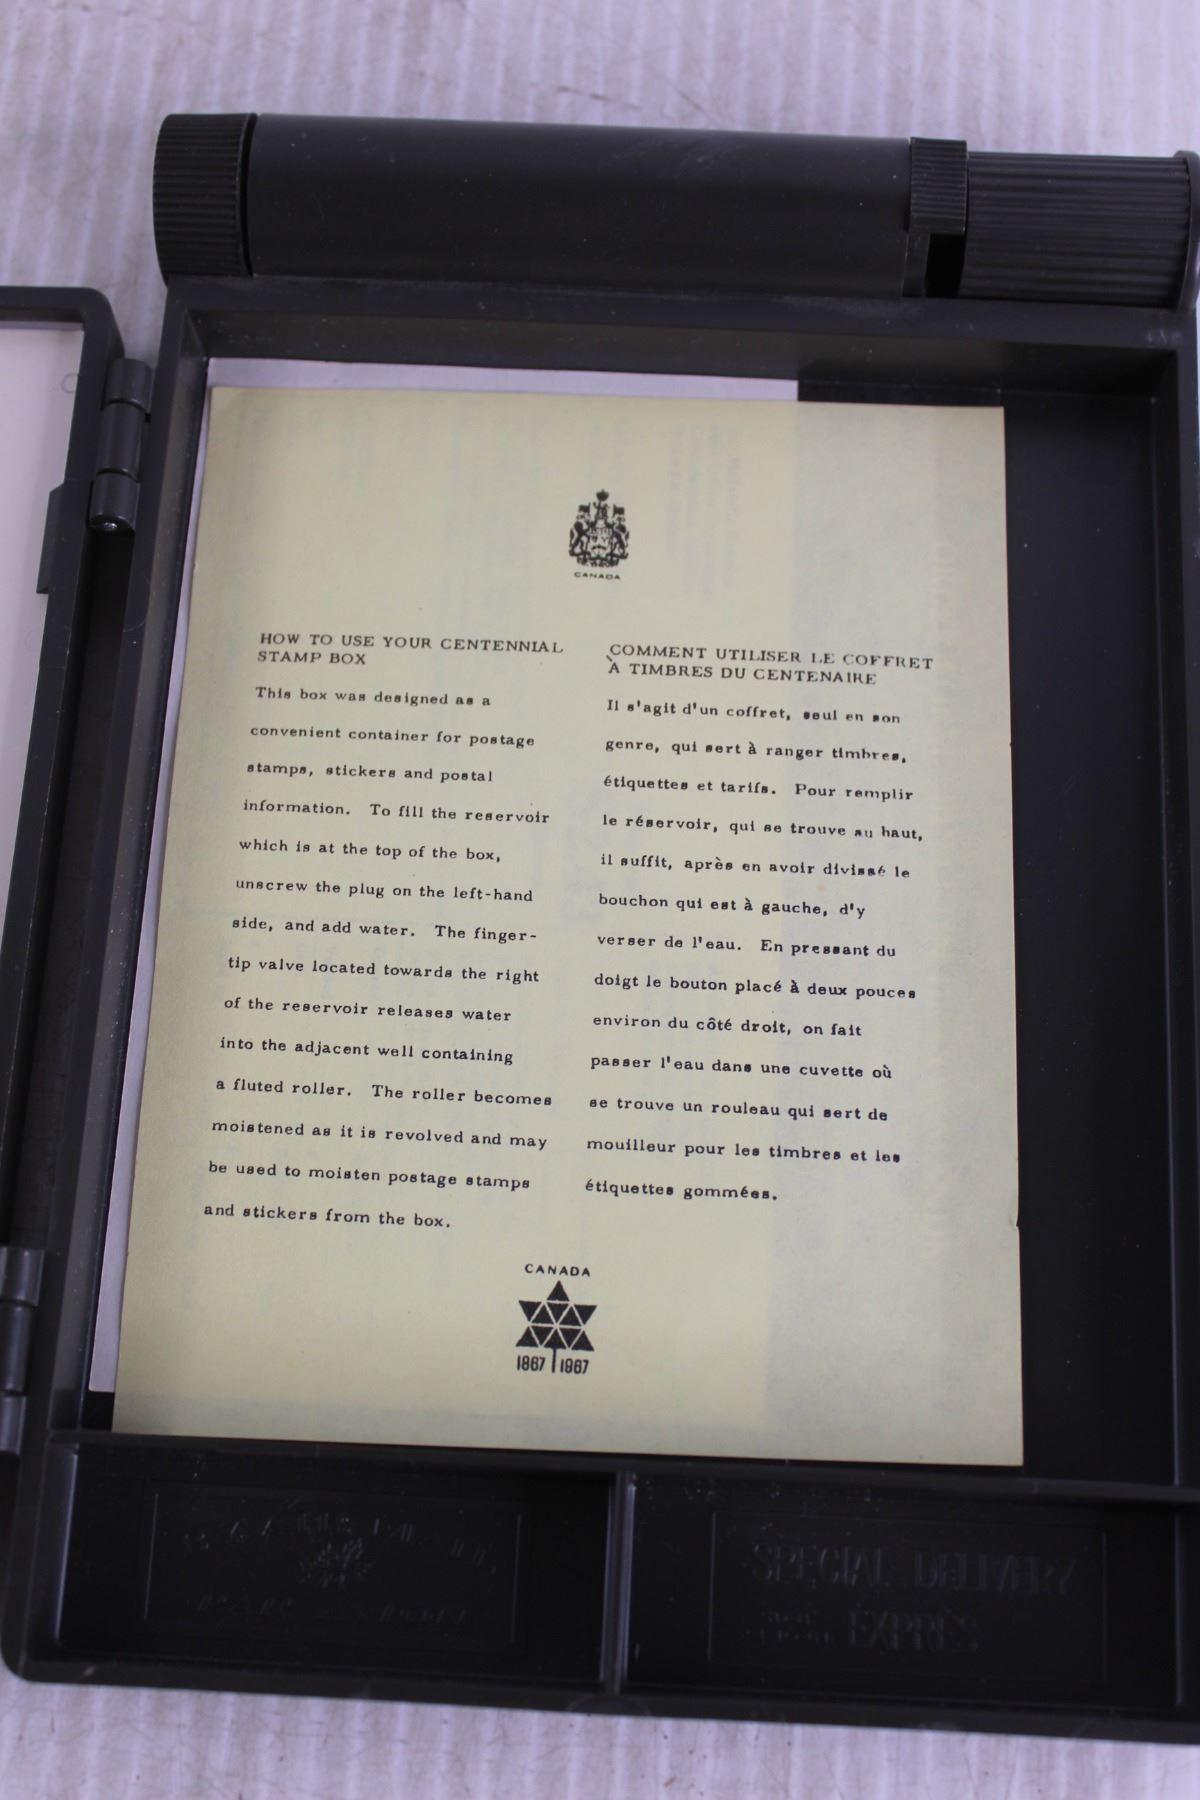 CANADA
HOW TO USE YOUR CENTENNIAL
STAMP BOX
This box was designed as a
convenient container for postage
stamps, stickers and postal
information. To fill the reservoir
which is at the top of the box,
unscrew the plug on the left-hand
side, and add water. The finger-
tip valve located towards the right
of the reservoir releases water
into the adjacent well containing
a fluted roller. The roller becomes
moistened as it is revolved and may
be used to moisten postage stamps
and stickers from the box.
COMMENT UTILISER LE COFFRET
À TIMBRES DU CENTENAIRE
Il s'agit d'un coffret, seul en son
genre, qui sert à ranger timbres,
étiquettes et tarifs. Pour remplir
le réservoir, qui se trouve au haut,
il suffit, après en avoir divissé le
bouchon qui est à gauche, d'y
verser de l'eau. En pressant du
doigt le bouton placé à deux pouces
environ du côté droit, on fait
passer l'eau dans une cuvette où
se trouve un rouleau qui sert de
mouilleur pour les timbres et les
étiquettes gommées.
CANADA
1867 1967
SPECIAL DELIVERY
EXPRÈS